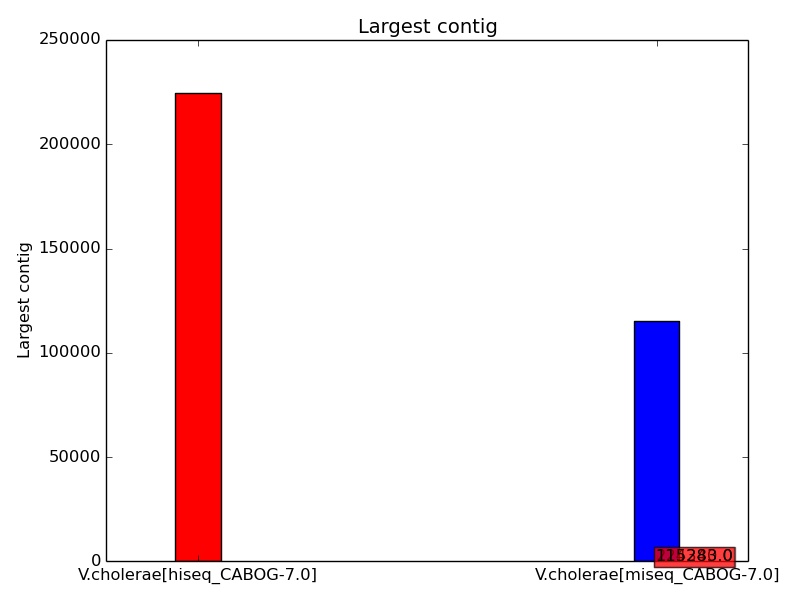 Largest contig
250000
200000
150000
100000
50000
0
Largest contig
V.cholerae[hiseq_CABOG-7.0]
V.cholerae[miseq_CABOG-7.0]